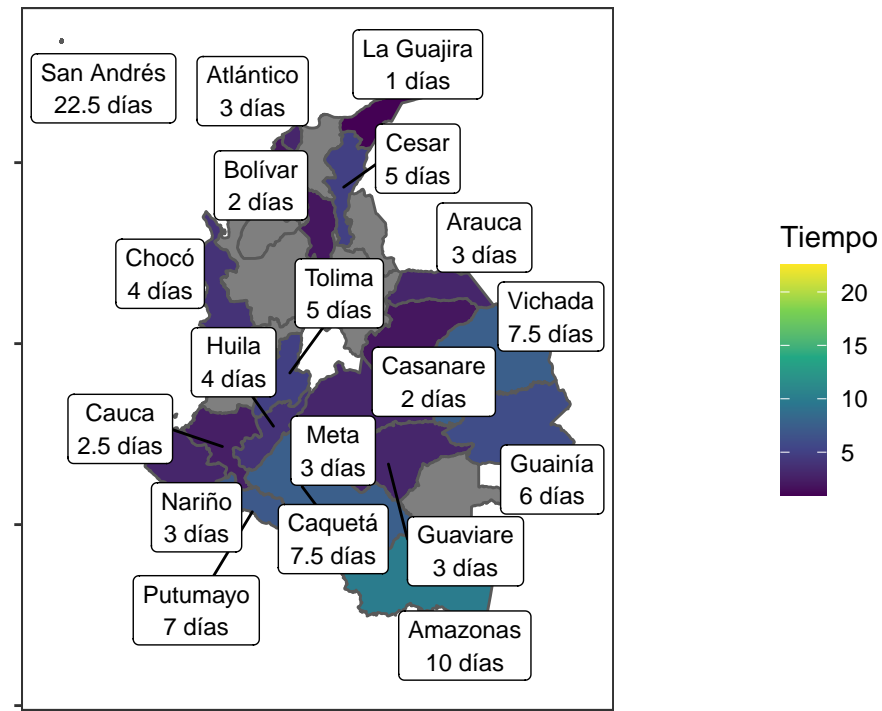 La Guajira
1 días
San Andrés
22.5 días
Atlántico
3 días
Cesar
5 días
Bolívar
2 días
Arauca
3 días
Chocó
4 días
Tolima
5 días
Vichada
7.5 días
Huila
4 días
Casanare
2 días
Cauca
2.5 días
Meta
3 días
Guainía
6 días
Nariño
3 días
Caquetá
7.5 días
Guaviare
3 días
Putumayo
7 días
Amazonas
10 días
Tiempo
20
15
10
5